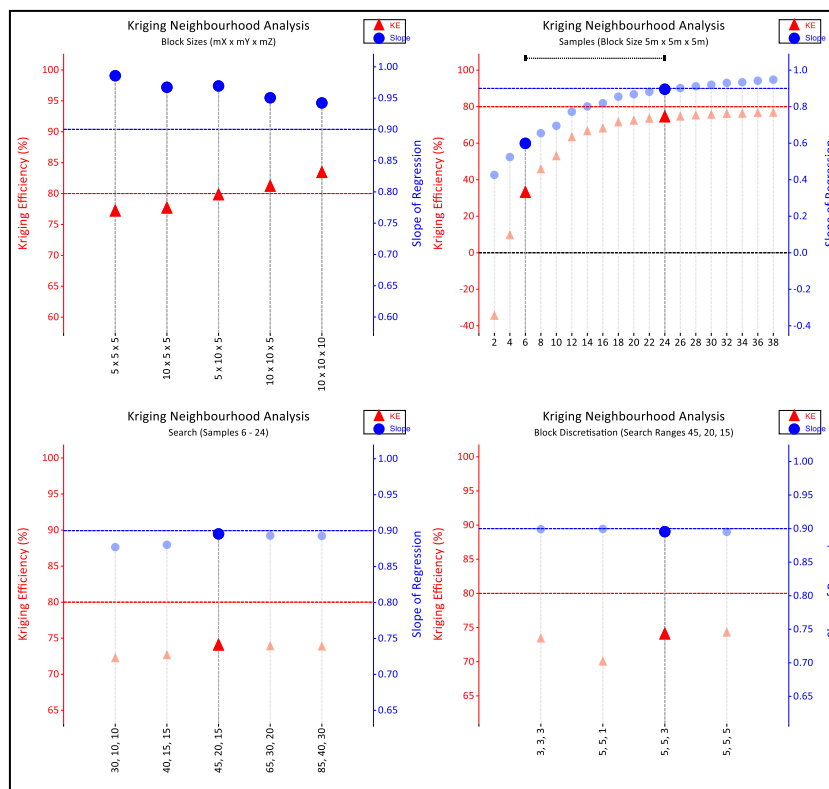 Kriging Neighbourhood Analysis
Block Sizes (mX x mY x mZ)
KE
Slope
Kriging Efficiency (%)
100
95
90
85
80
75
70
65
60
Slope of Regression
1.00
0.95
0.90
0.85
0.80
0.75
0.70
0.65
0.60
5 x 5 x 5
10 x 5 x 5
5 x 10 x 5
10 x 10 x 5
10 x 10 x 10
Kriging Neighbourhood Analysis
Samples (Block Size 5m x 5m x 5m)
KE
Slope
Kriging Efficiency (%)
100
80
60
40
20
0
-20
-40
Slope of Regression
1.0
0.8
0.6
0.4
0.2
0.0
-0.2
-0.4
2 4 6 8 10 12 14 16 18 20 22 24 26 28 30 32 34 36 38
Kriging Neighbourhood Analysis
Search (Samples 6 - 24)
KE
Slope
Kriging Efficiency (%)
100
95
90
85
80
75
70
65
Slope of Regression
1.00
0.95
0.90
0.85
0.80
0.75
0.70
0.65
30, 10, 10
40, 15, 15
45, 20, 15
65, 30, 20
85, 40, 30
Kriging Neighbourhood Analysis
Block Discretisation (Search Ranges 45, 20, 15)
KE
Slope
Kriging Efficiency (%)
100
95
90
85
80
75
70
65
1.00
0.95
0.90
0.85
0.80
0.75
0.70
0.65
3, 3, 3
5, 5, 1
5, 5, 3
5, 5, 5